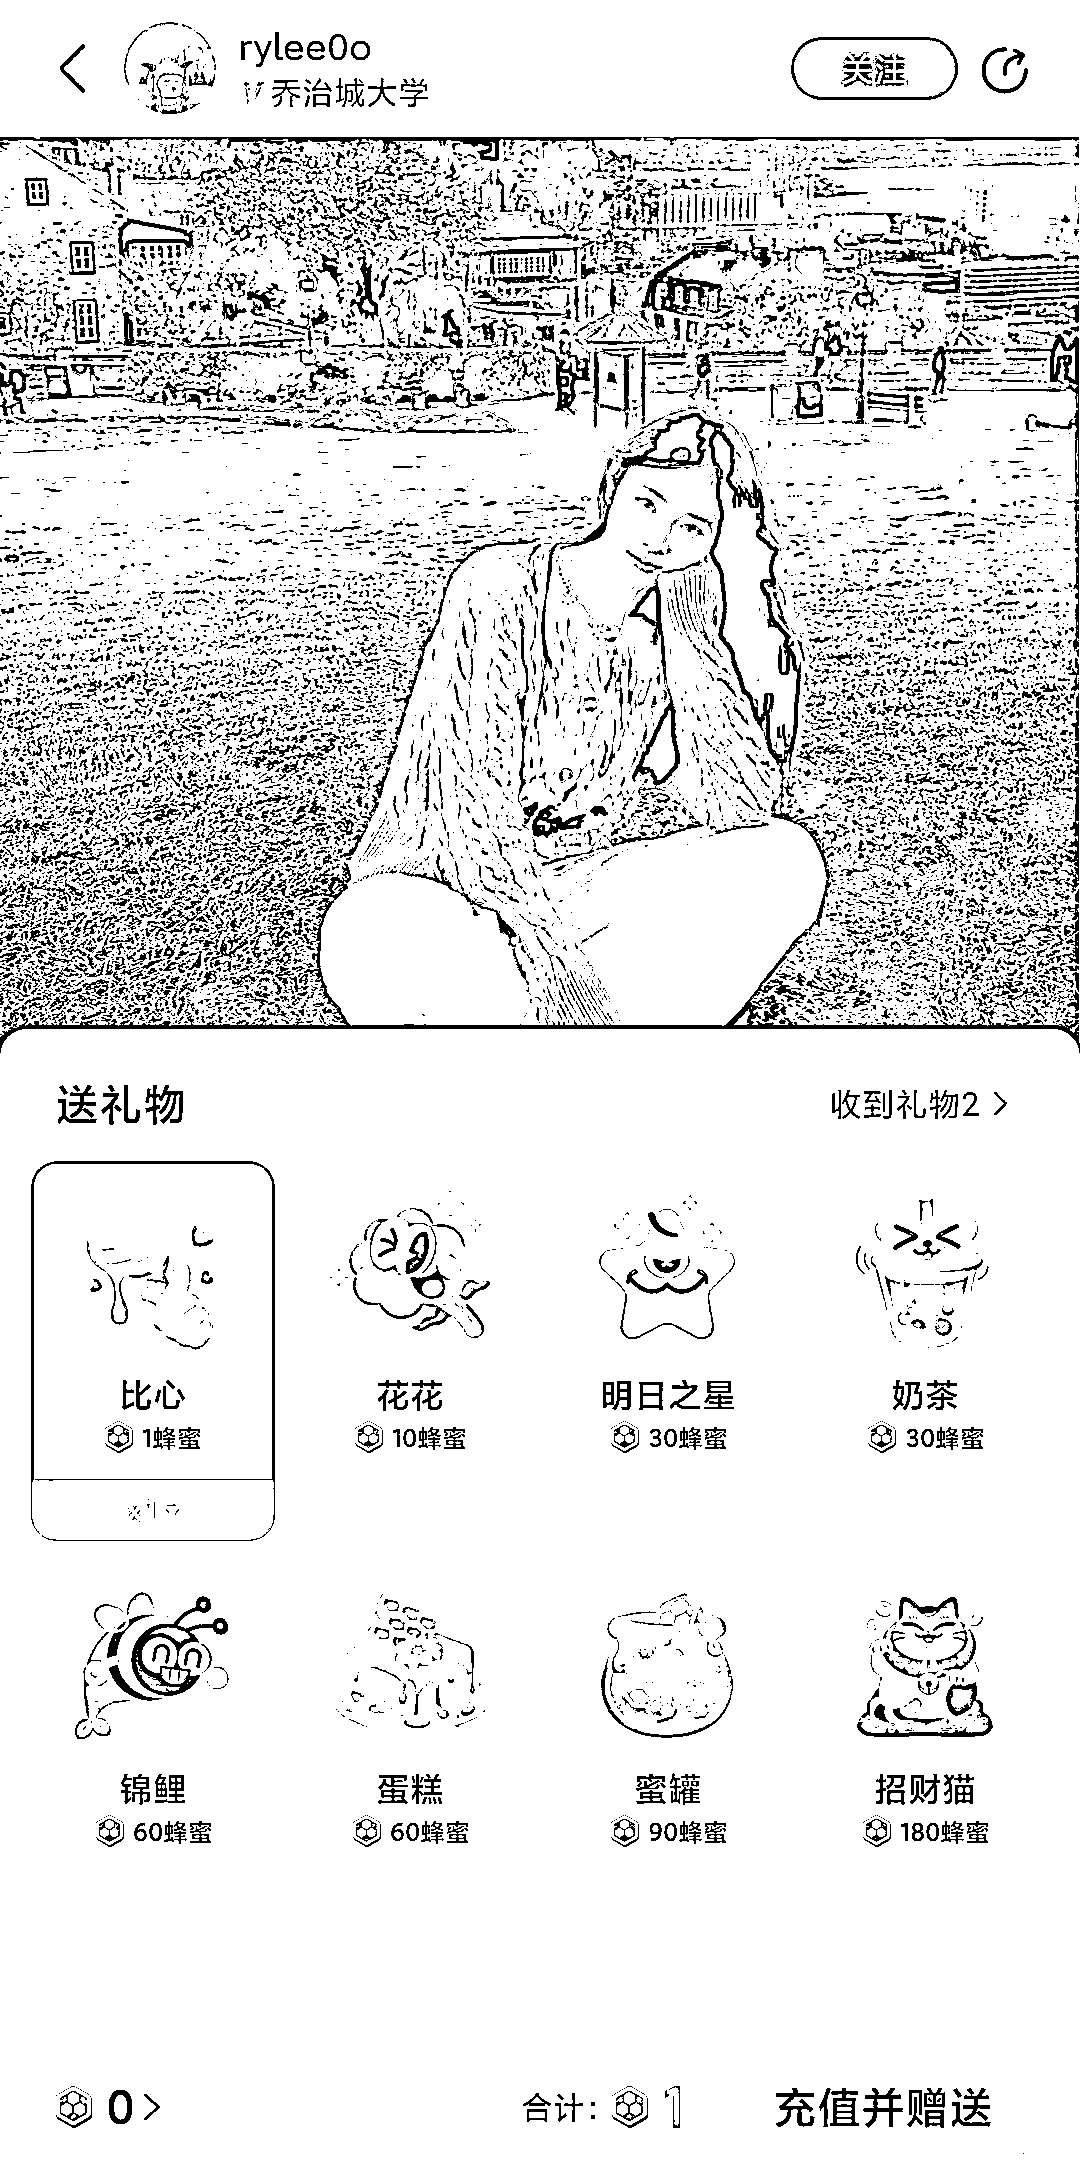 rylee0o
乔治城大学
关注
送礼物
收到礼物2
比心
1蜂蜜
花花
10蜂蜜
明日之星
30蜂蜜
奶茶
30蜂蜜
锦鲤
60蜂蜜
蛋糕
60蜂蜜
蜜罐
90蜂蜜
招财猫
180蜂蜜
0
合计: 1
充值并赠送